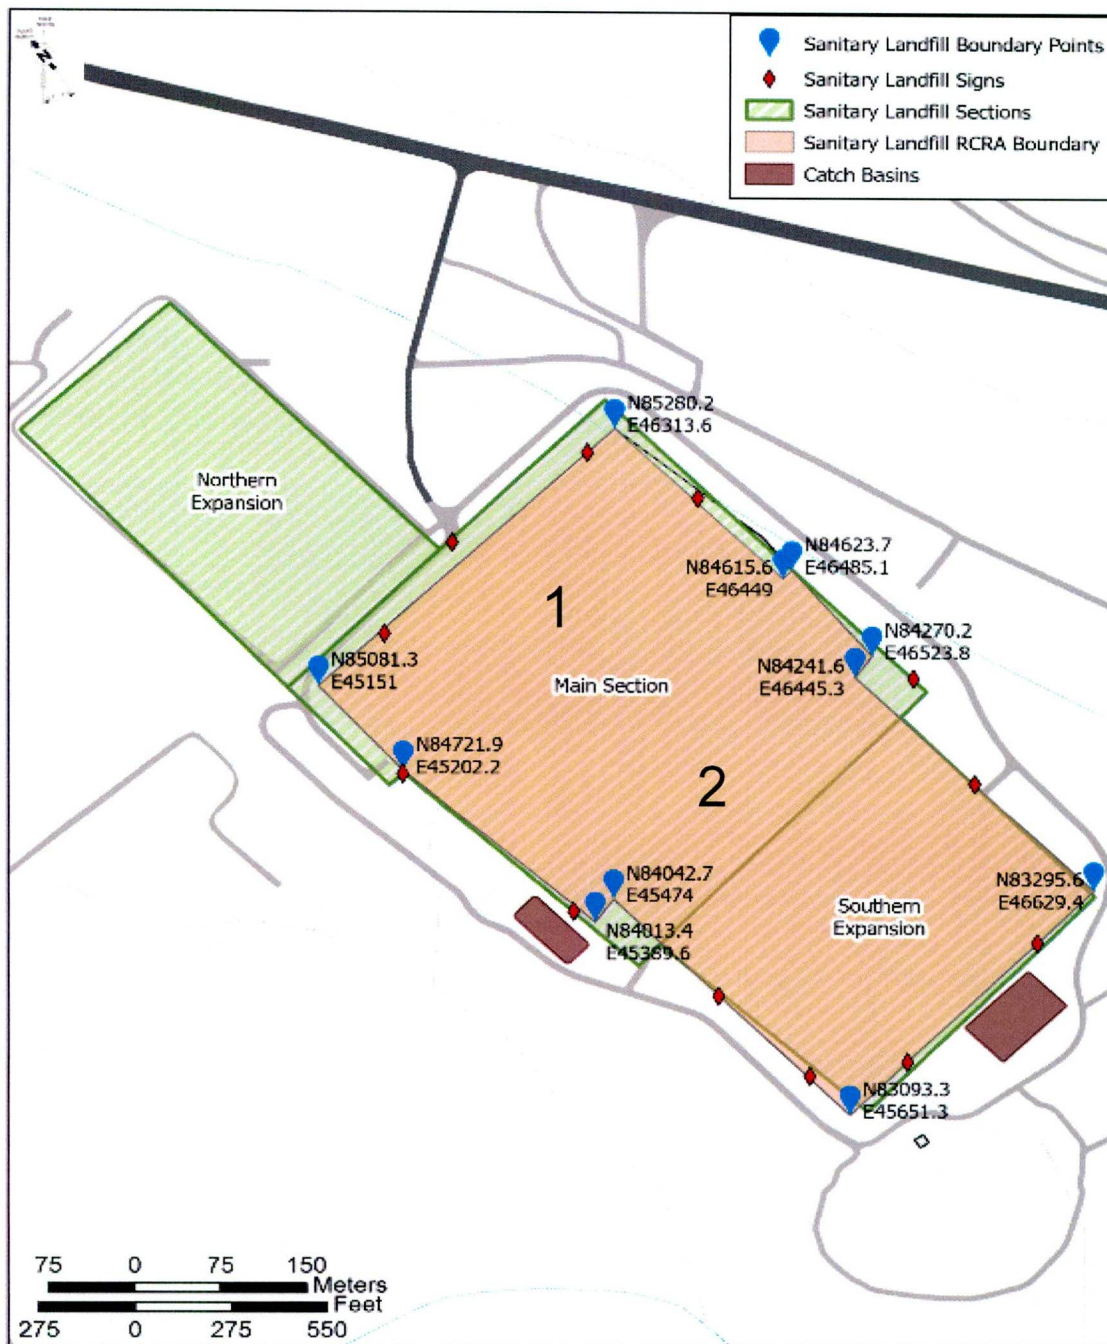 N
Sanitary Landfill Boundary Points
Sanitary Landfill Signs
Sanitary Landfill Sections
Sanitary Landfill RCRA Boundary
Catch Basins
N85280.2
E46313.6
Northern
Expansion
N84623.7
E46485.1
N84615.6
E46449
1
N84270.2
E46523.8
N84241.6
E46445.3
N85081.3
E45151
Main Section
N84721.9
E45202.2
2
N84042.7
E45474
N83295.6
E46629.4
Southern
Expansion
N84013.4
E45389.6
N83093.3
E45651.3
75 0 75 150
Meters
Feet
275 0 275 550